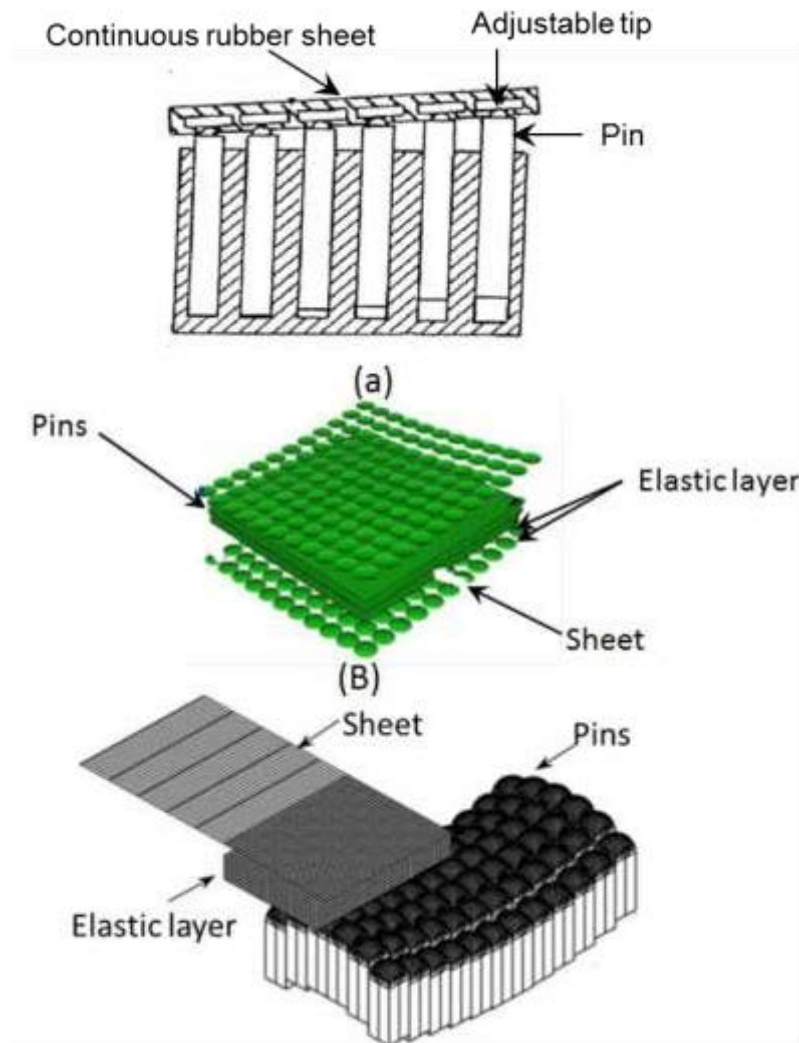 Continuous rubber sheet
Adjustable tip
Pin
(a)
Pins
Elastic layer
Sheet
(B)
Sheet
Pins
Elastic layer